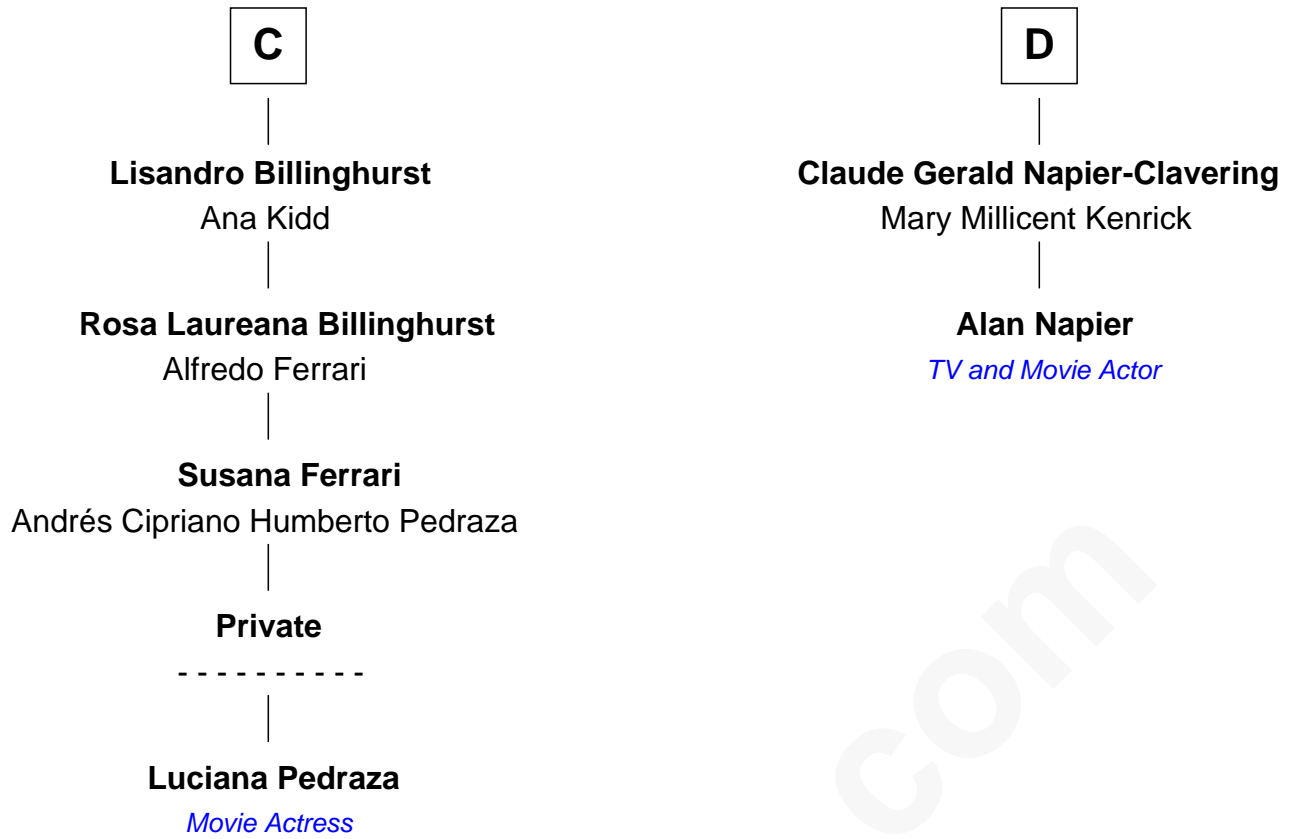 C
Lisandro Billinghurst
Ana Kidd
Rosa Laureana Billinghurst
Alfredo Ferrari
Susana Ferrari
Andrés Cipriano Humberto Pedraza
Private
- - - - - - - - - -
Luciana Pedraza
Movie Actress
D
Claude Gerald Napier-Clavering
Mary Millicent Kenrick
Alan Napier
TV and Movie Actor
com